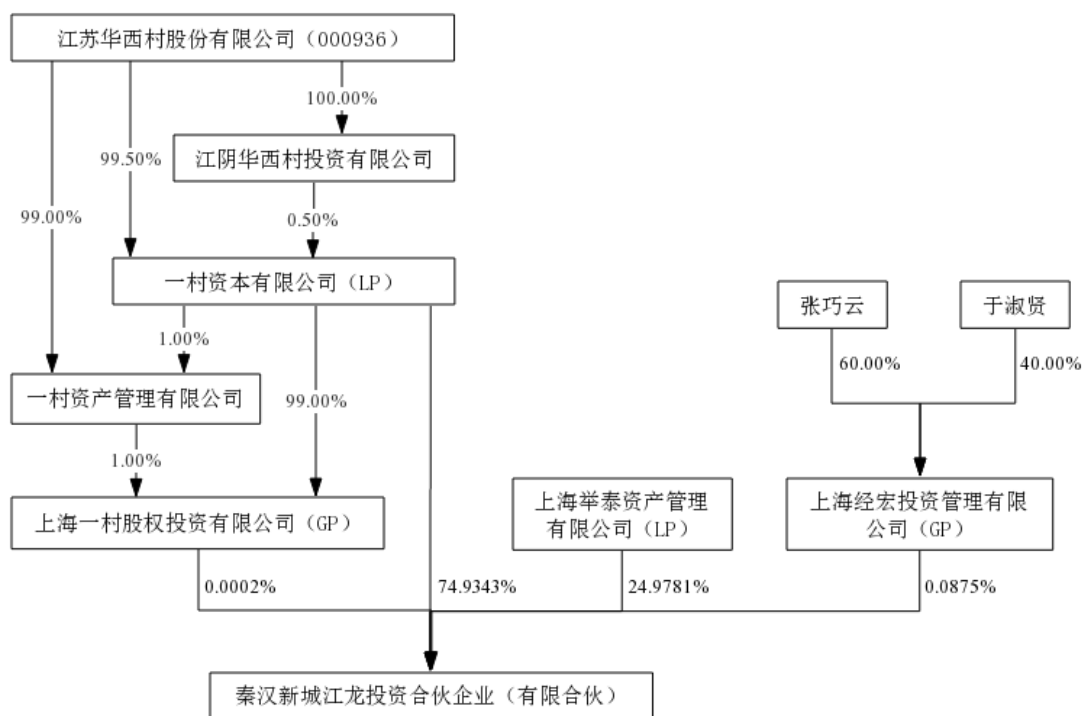 江苏华西村股份有限公司（000936）
100.00%
江阴华西村投资有限公司
99.50%
99.00%
0.50%
一村资本有限公司（LP）
张巧云
于淑贤
1.00%
60.00%
40.00%
一村资产管理有限公司
99.00%
1.00%
上海一村股权投资有限公司（GP）
上海举泰资产管理
有限公司（LP）
上海经宏投资管理有限
公司（GP）
0.0002%
74.9343%
24.9781%
0.0875%
秦汉新城江龙投资合伙企业（有限合伙）